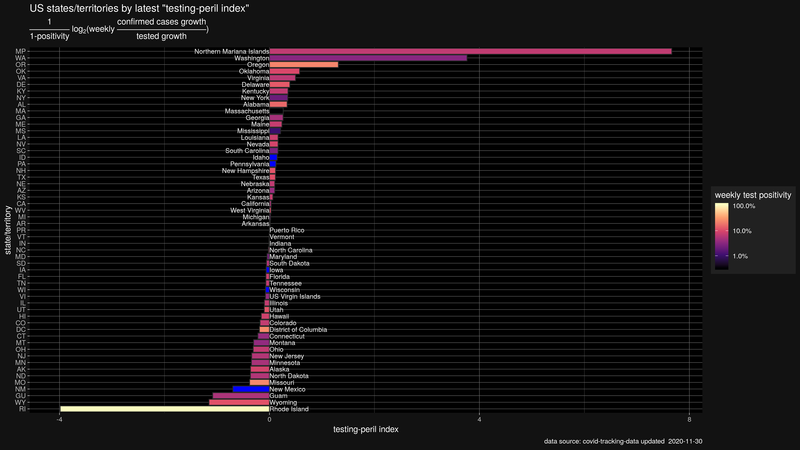 US states/territories by latest "testing-peril index"
1
1-positivity
log2(weekly
confirmed cases growth
tested growth
)
MP Northern Mariana Islands
WA Washington
OR Oregon
OK Oklahoma
VA Virginia
DE Delaware
KY Kentucky
NY New York
AL Alabama
MA Massachusetts
GA Georgia
ME Maine
MS Mississippi
LA Louisiana
NV Nevada
SC South Carolina
ID Idaho
PA Pennsylvania
NH New Hampshire
TX Texas
NE Nebraska
AZ Arizona
KS Kansas
CA California
WV West Virginia
MI Michigan
AR Arkansas
PR Puerto Rico
VT Vermont
IN Indiana
NC North Carolina
MD Maryland
SD South Dakota
IA Iowa
FL Florida
TN Tennessee
WI Wisconsin
VI US Virgin Islands
IL Illinois
UT Utah
HI Hawaii
CO Colorado
DC District of Columbia
CT Connecticut
MT Montana
OH Ohio
NJ New Jersey
MN Minnesota
AK Alaska
ND North Dakota
MO Missouri
NM New Mexico
GU Guam
WY Wyoming
RI Rhode Island
state/territory
-4 0 4 8
testing-peril index
weekly test positivity
100.0%
10.0%
1.0%
data source: covid-tracking-data updated 2020-11-30